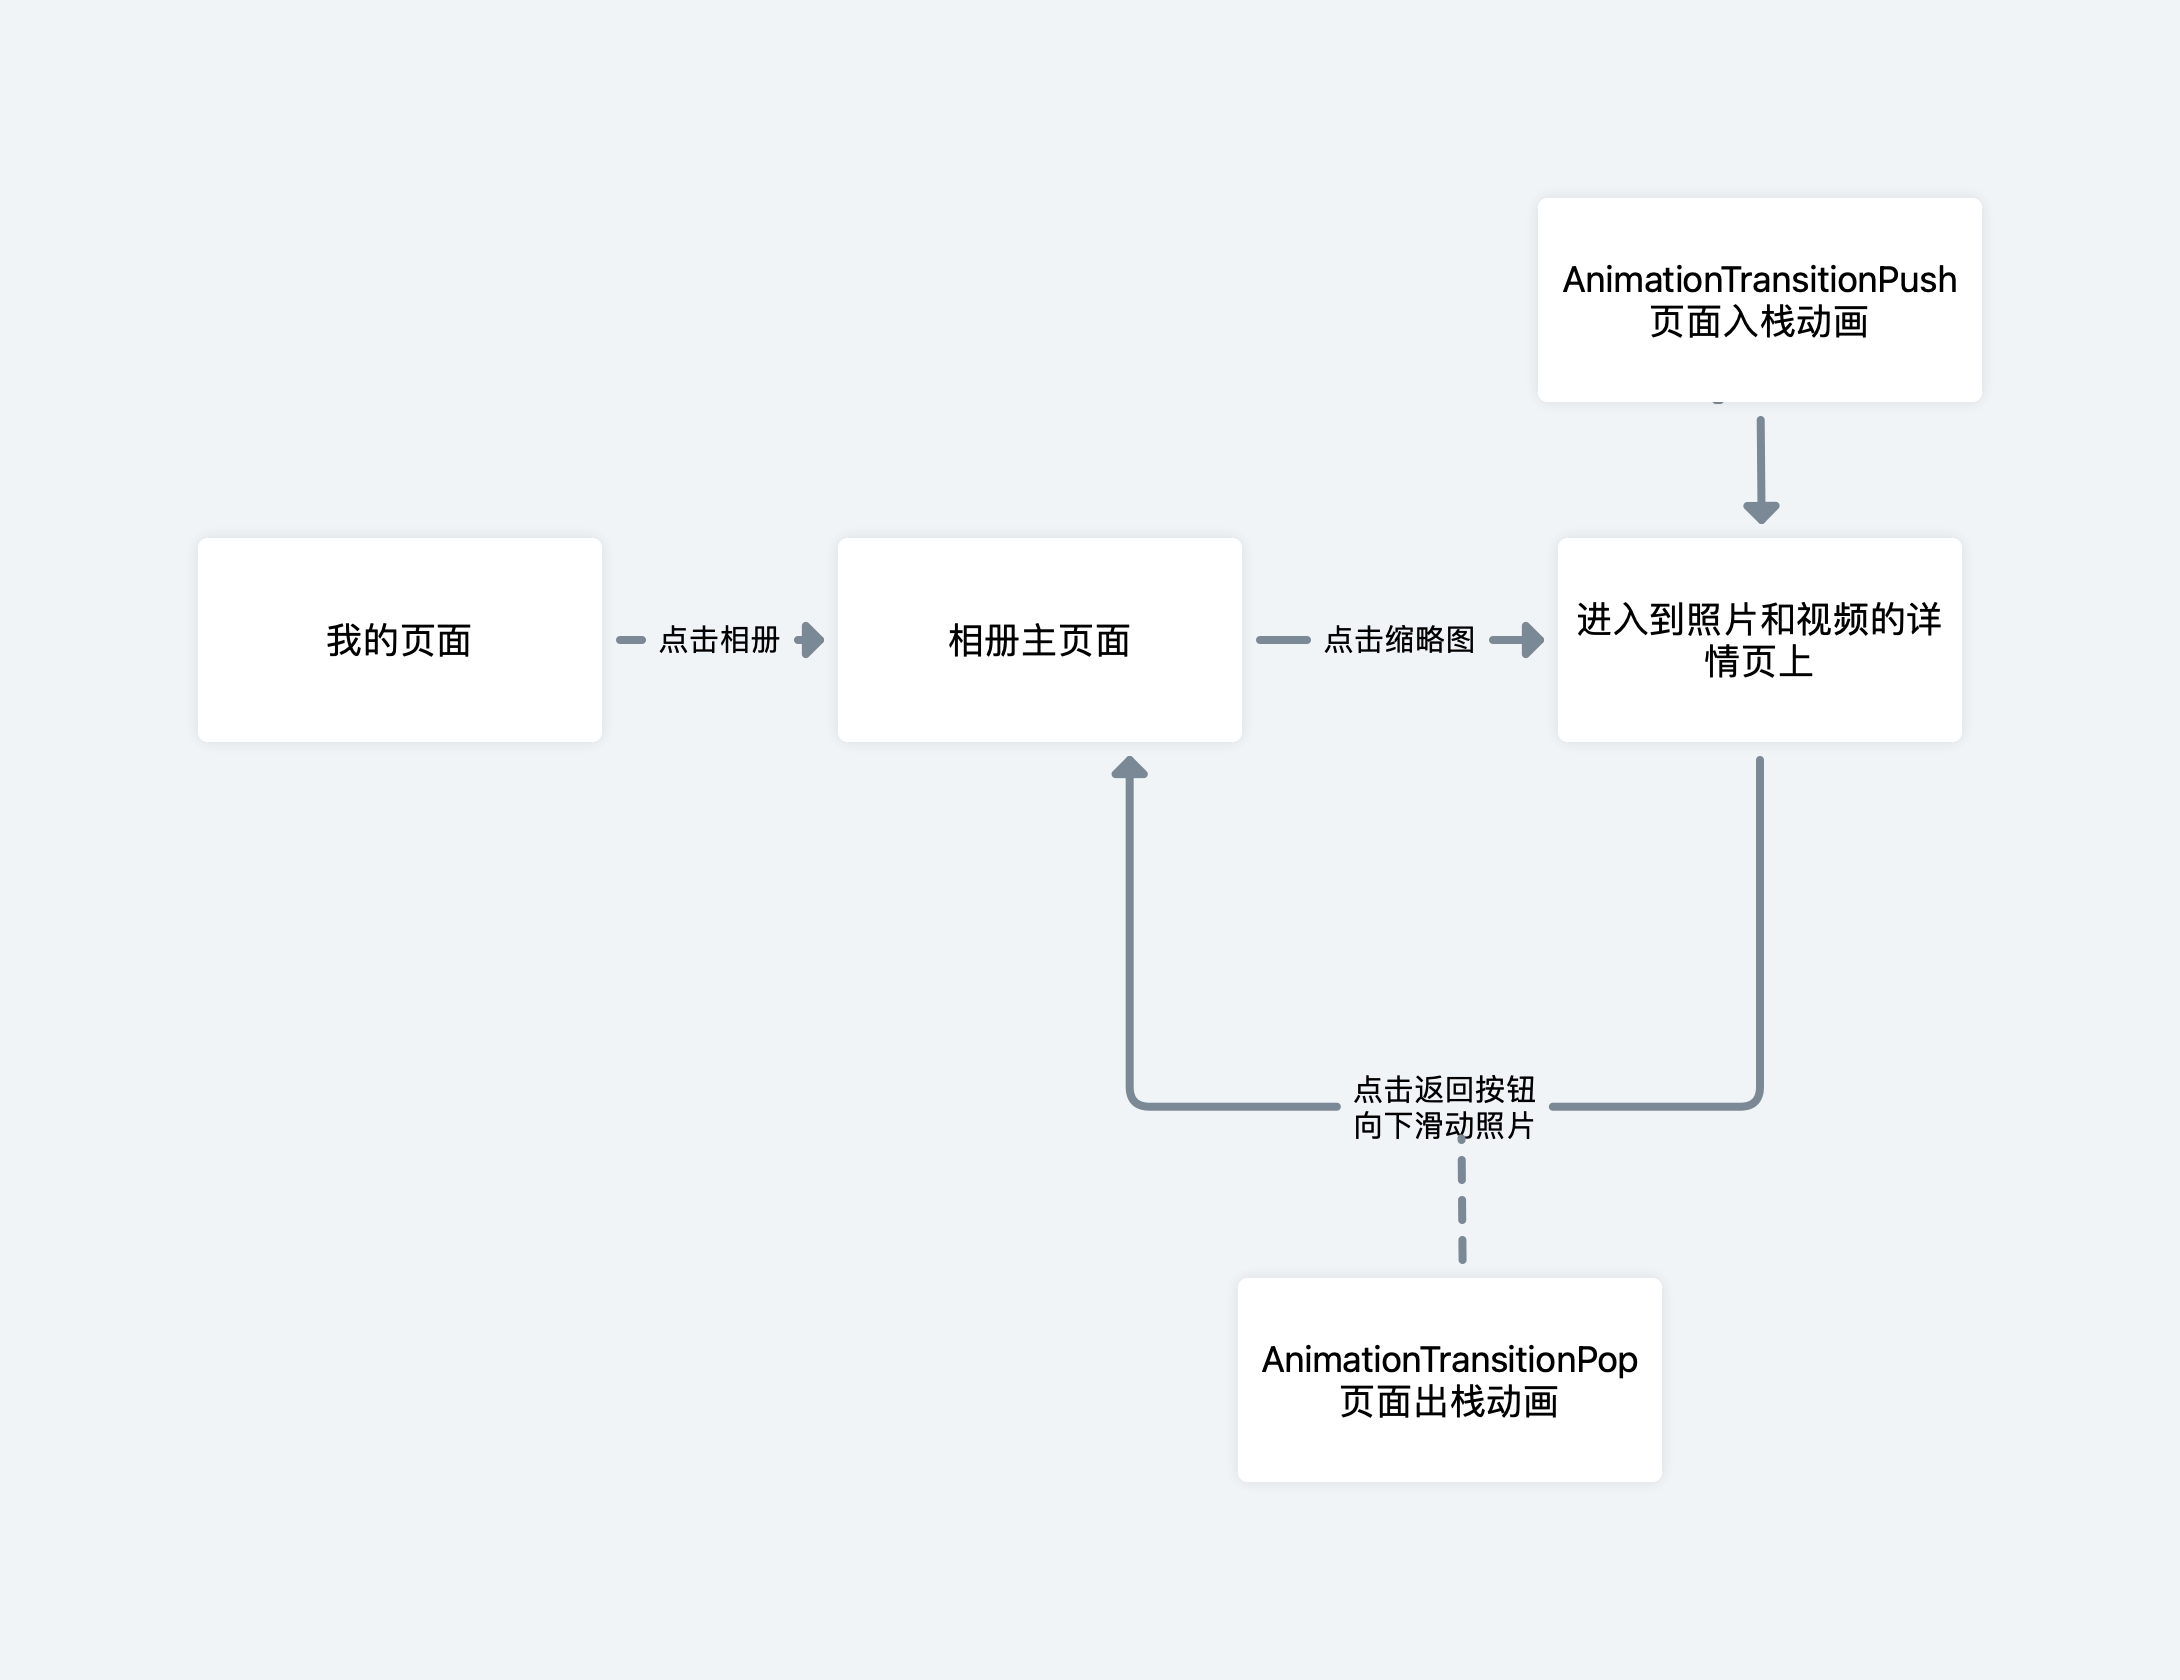 AnimationTransitionPush
页面入栈动画
我的页面
点击相册
相册主页面
点击缩略图
进入到照片和视频的详
情页上
点击返回按钮
向下滑动照片
AnimationTransitionPop
页面出栈动画